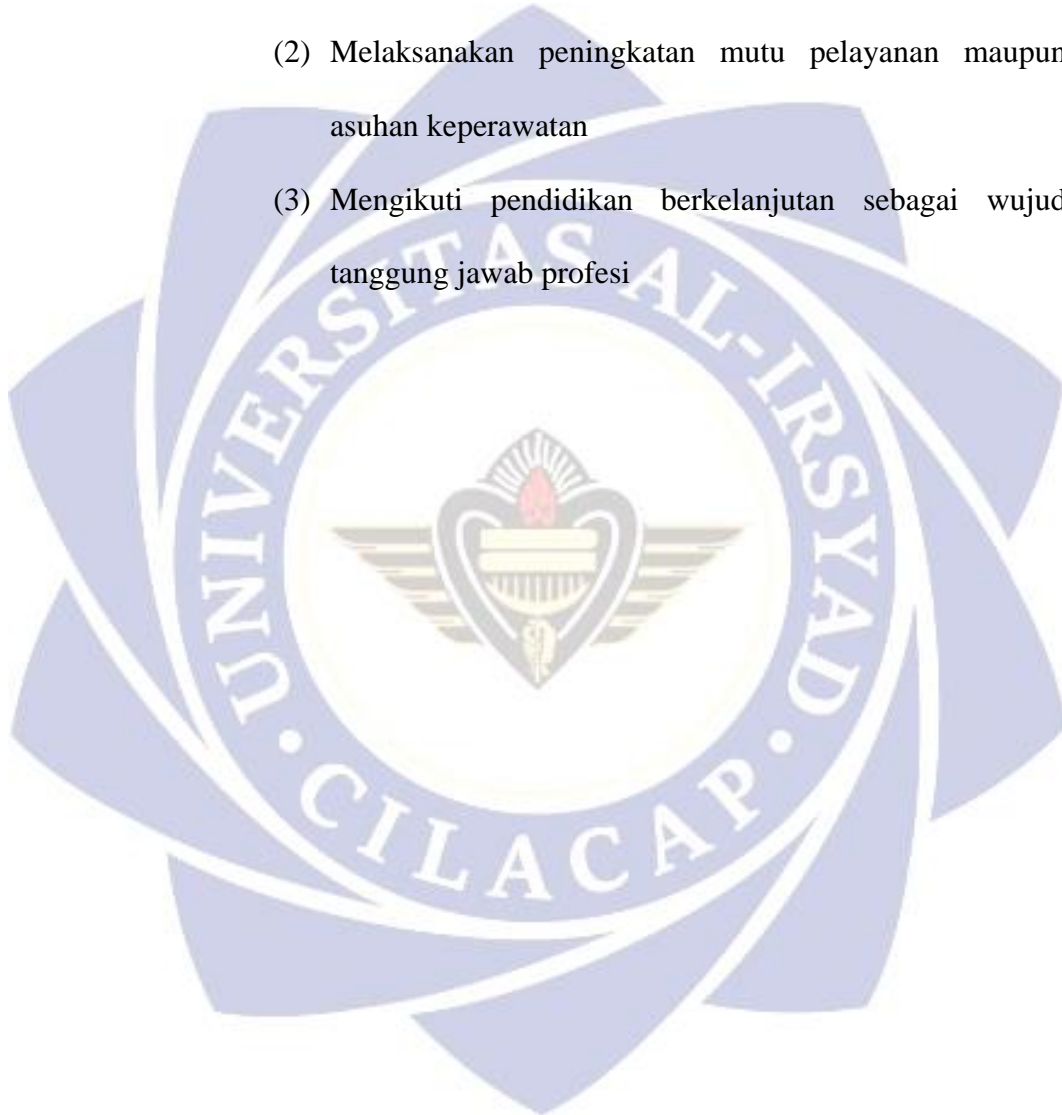 (2) Melaksanakan peningkatan mutu pelayanan maupun
asuhan keperawatan
(3) Mengikuti pendidikan berkelanjutan sebagai wujud
tanggung jawab profesi
UNIVERSITAS AL-IRSYAD
• CILACAP •